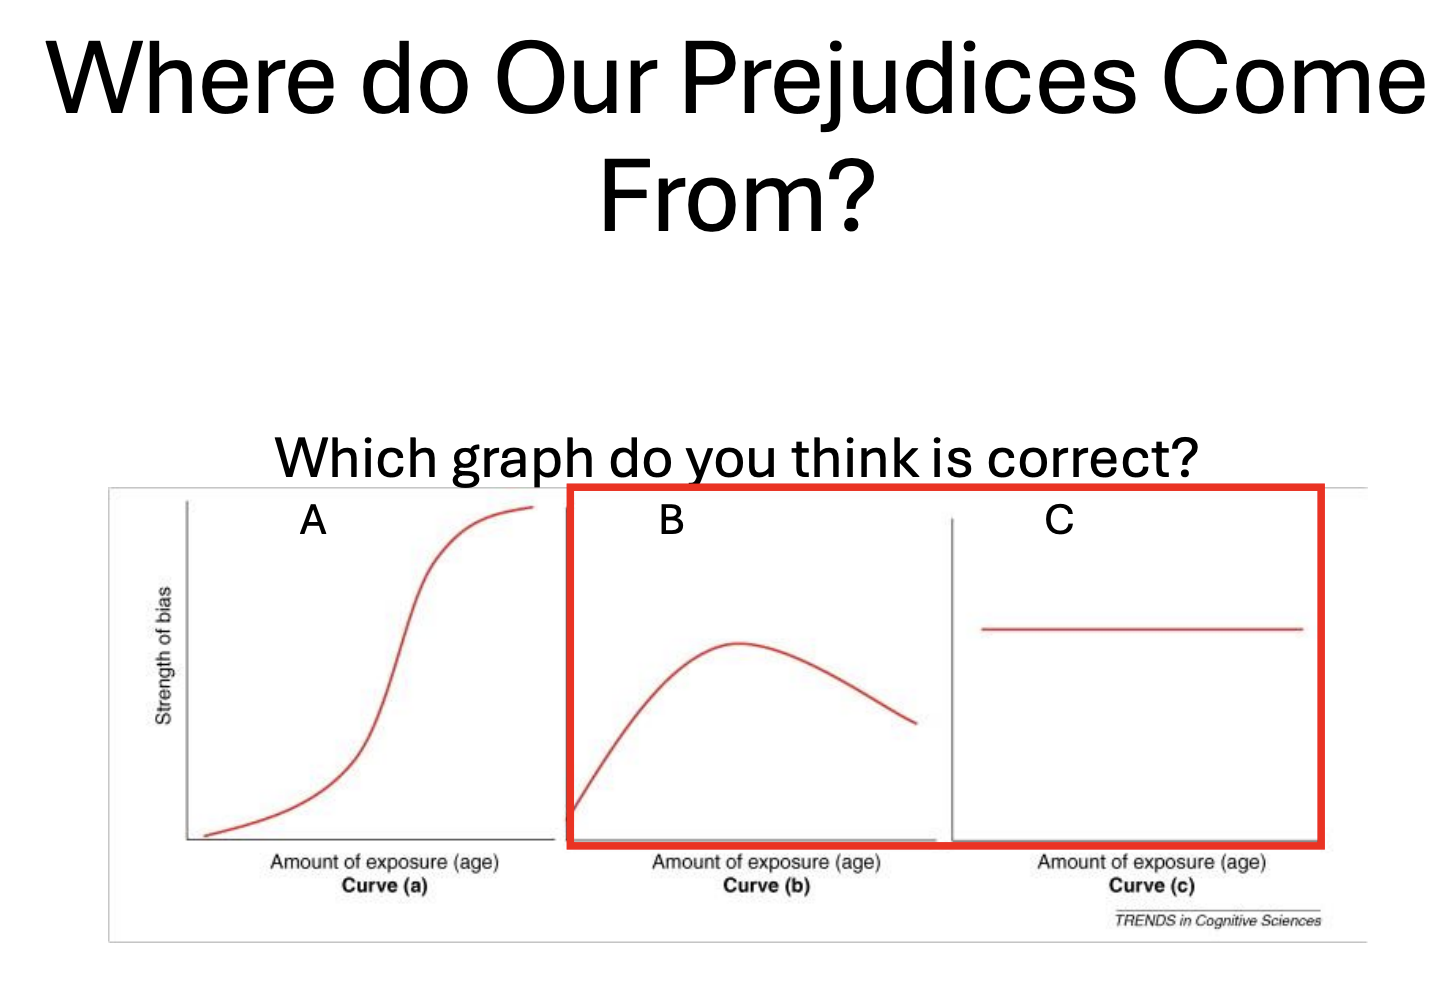 Where do Our Prejudices Come
From?
Which graph do you think is correct?
A
B
C
Strength of bias
Amount of exposure (age)
Curve (a)
Amount of exposure (age)
Curve (b)
Amount of exposure (age)
Curve (c)
TRENDS in Cognitive Sciences